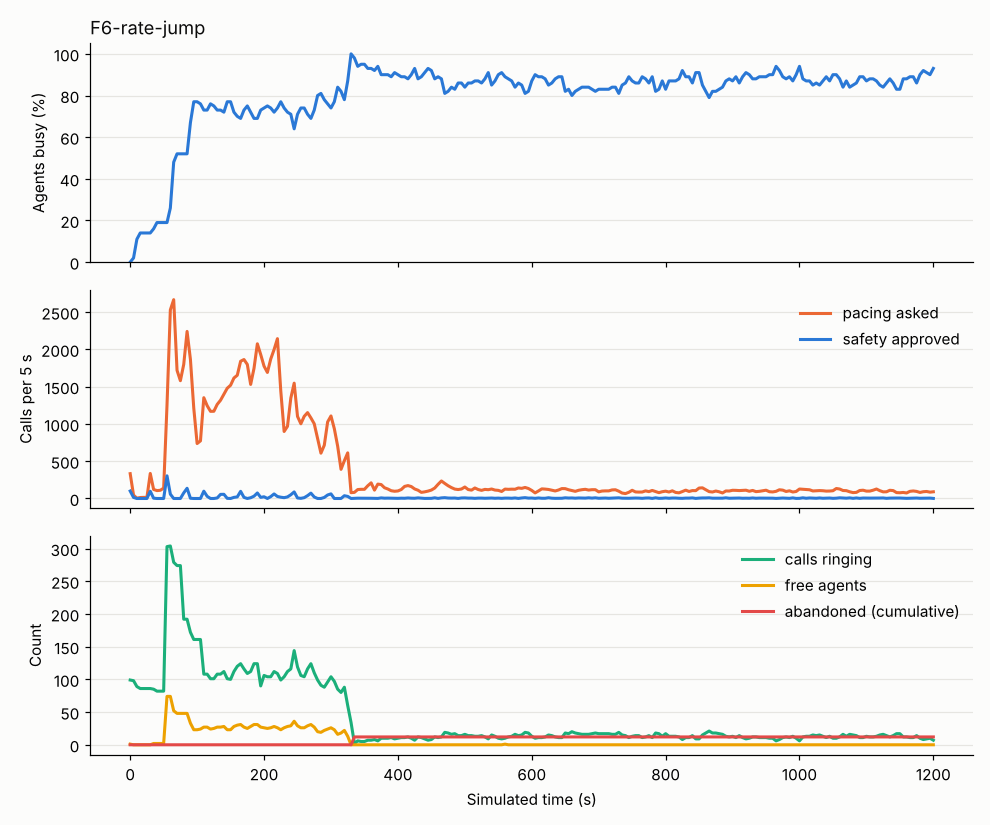 F6-rate-jump
Agents busy (%)
100
80
60
40
20
0
Calls per 5 s
2500
2000
1500
1000
500
0
pacing asked
safety approved
Count
300
250
200
150
100
50
0
calls ringing
free agents
abandoned (cumulative)
0 200 400 600 800 1000 1200
Simulated time (s)